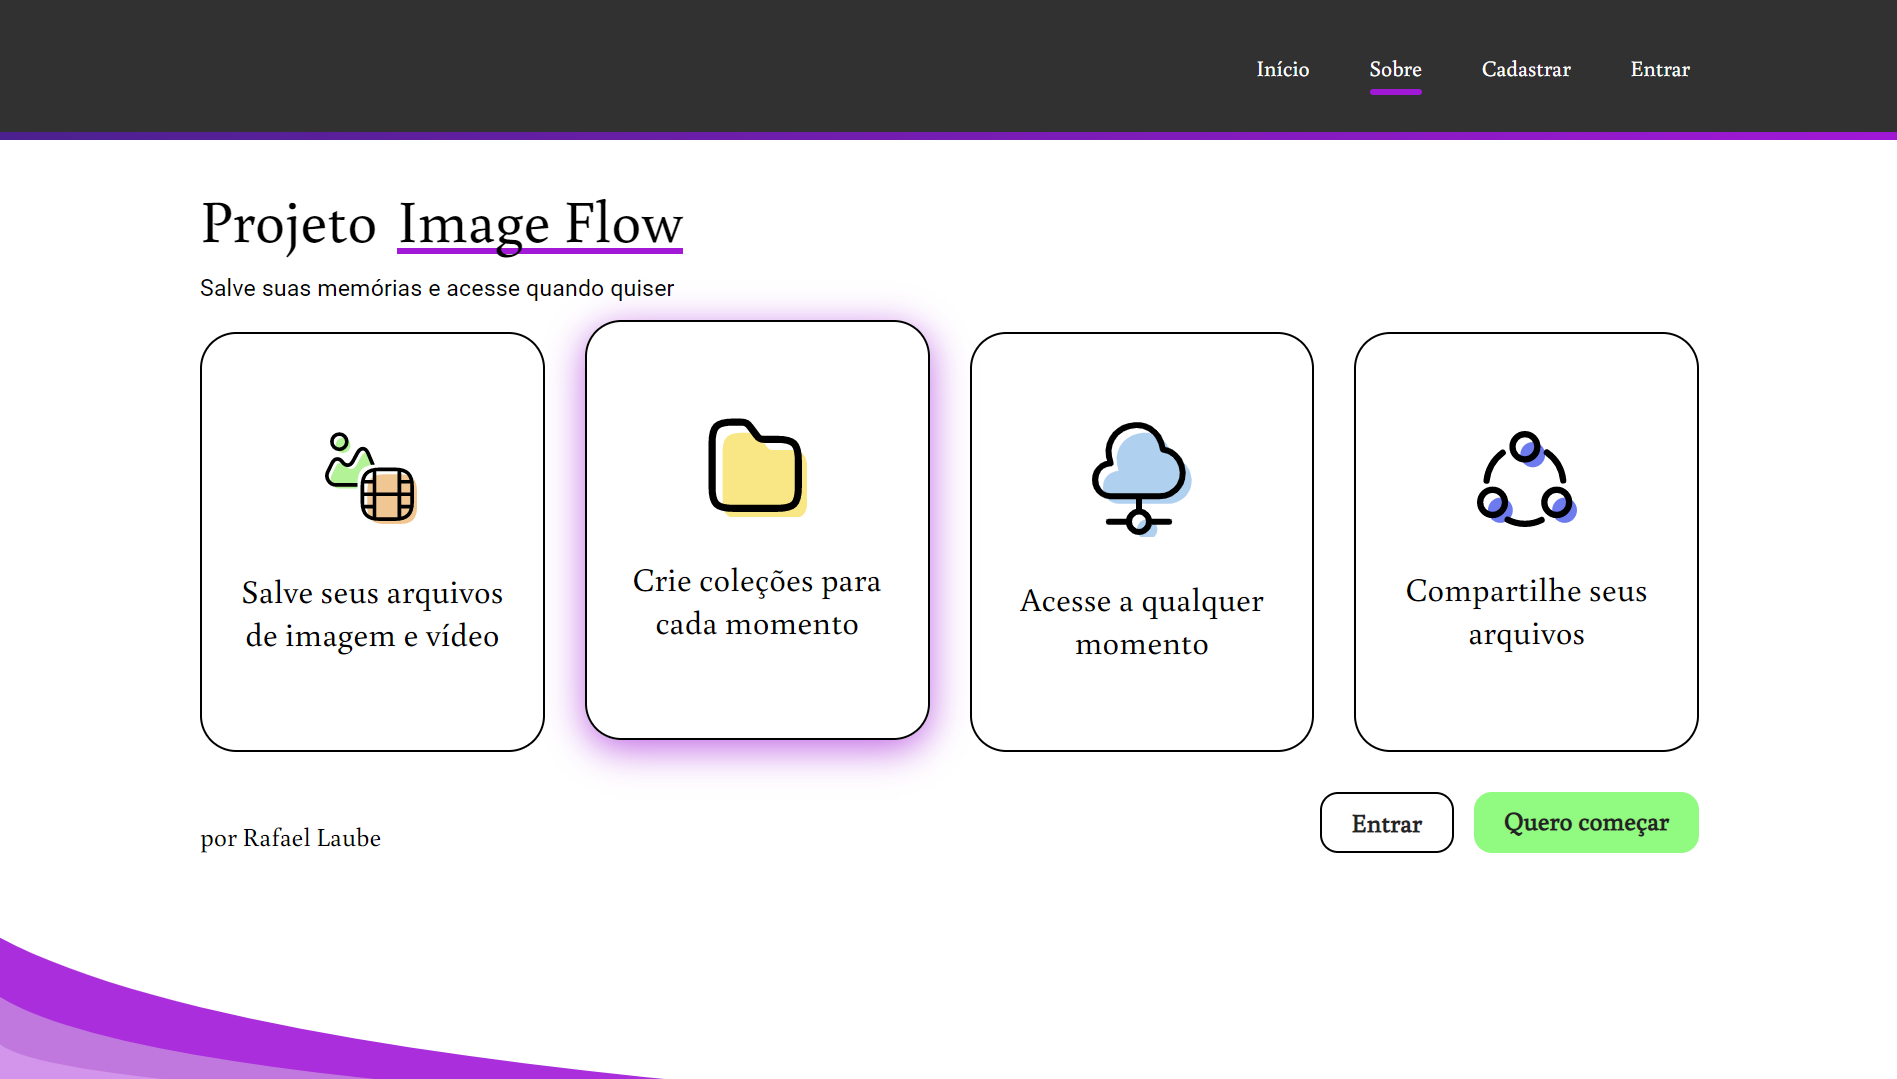 Início Sobre Cadastrar Entrar
Projeto Image Flow
Salve suas memórias e acesse quando quiser
Salve seus arquivos
de imagem e vídeo
Crie coleções para
cada momento
Acesse a qualquer
momento
Compartilhe seus
arquivos
por Rafael Laube
Entrar
Quero começar